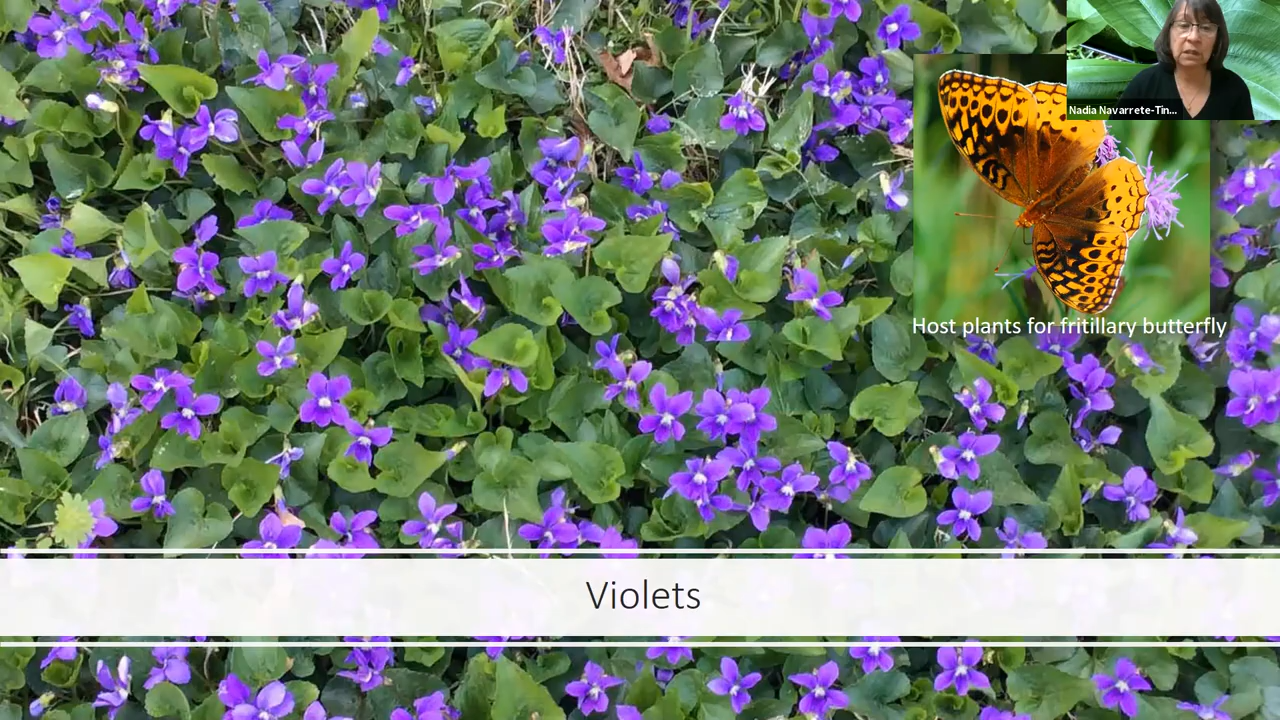 Nadia Navarrete-Tin...
Host plants for fritillary butterfly
Violets